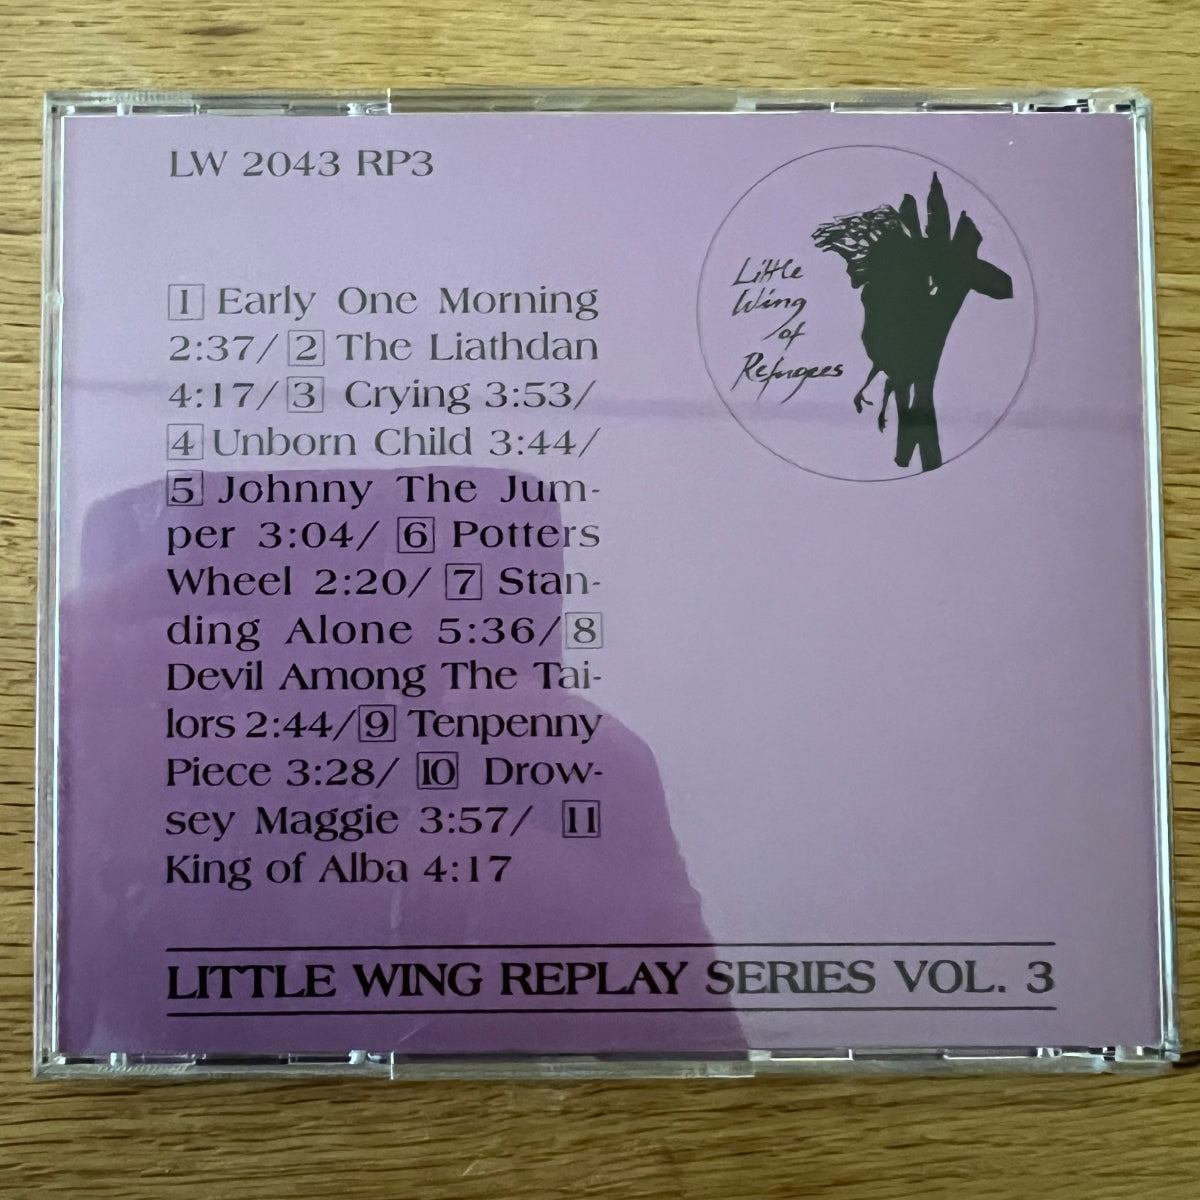 LW 2043 RP3
Little
Wing
of
Refugees
1 Early One Morning
2:37/ 2 The Liathdan
4:17/ 3 Crying 3:53/
4 Unborn Child 3:44/
5 Johnny The Jum-
per 3:04/ 6 Potters
Wheel 2:20/ 7 Stan-
ding Alone 5:36/ 8
Devil Among The Tai-
lors 2:44/ 9 Tenpenny
Piece 3:28/ 10 Drow-
sey Maggie 3:57/ 11
King of Alba 4:17
LITTLE WING REPLAY SERIES VOL. 3